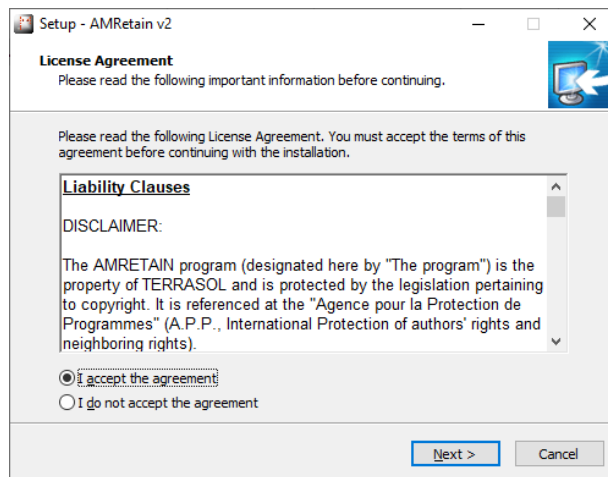 Setup - AMRetain v2
License Agreement
Please read the following important information before continuing.
Please read the following License Agreement. You must accept the terms of this
agreement before continuing with the installation.
Liability Clauses
DISCLAIMER:
The AMRETAIN program (designated here by "The program") is the
property of TERRASOL and is protected by the legislation pertaining
to copyright. It is referenced at the "Agence pour la Protection de
Programmes" (A.P.P., International Protection of authors' rights and
neighboring rights).
I accept the agreement
I do not accept the agreement
Next >
Cancel